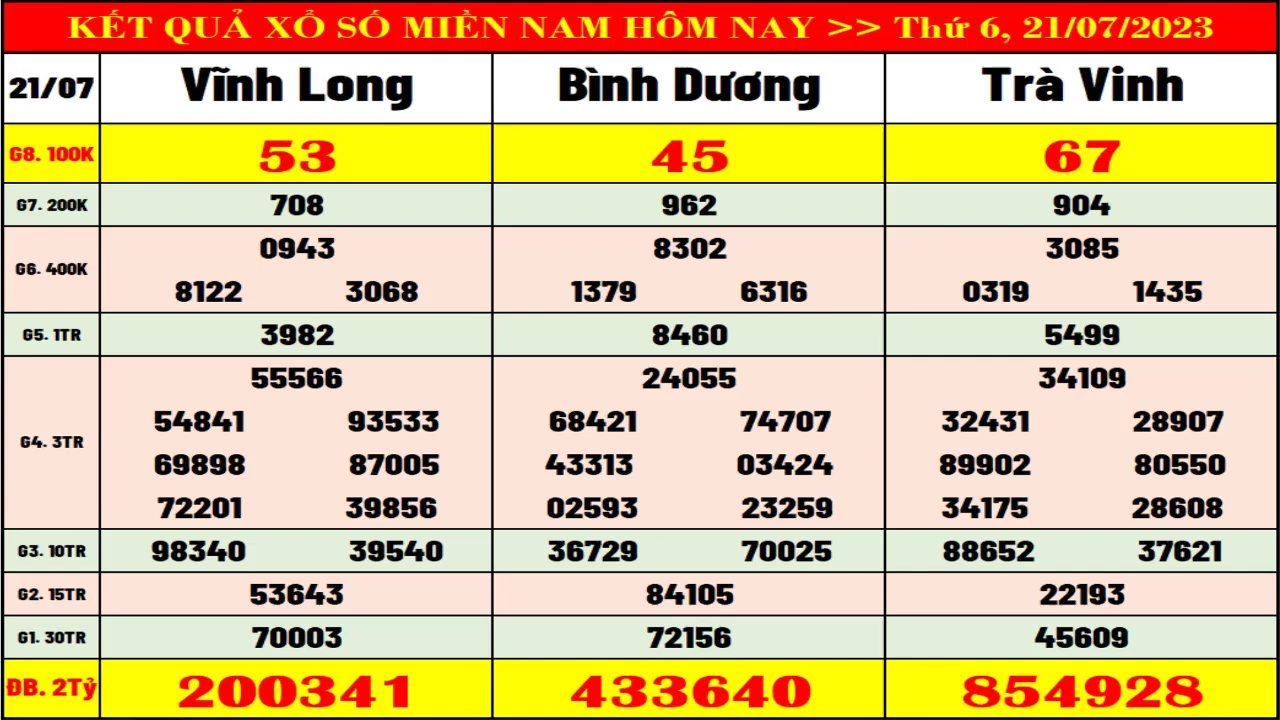 KẾT QUẢ XỔ SỐ MIỀN NAM HÔM NAY >> Thứ 6, 21/07/2023
21/07 Vĩnh Long Bình Dương Trà Vinh
G8. 100K 53 45 67
G7. 200K 708 962 904
0943 8302 3085
G6. 400K
8122 3068 1379 6316 0319 1435
G5. 1TR 3982 8460 5499
55566 24055 34109
54841 93533 68421 74707 32431 28907
G4. 3TR
69898 87005 43313 03424 89902 80550
72201 39856 02593 23259 34175 28608
G3. 10TR 98340 39540 36729 70025 88652 37621
G2. 15TR 53643 84105 22193
G1. 30TR 70003 72156 45609
ĐB. 2Tỷ 200341 433640 854928